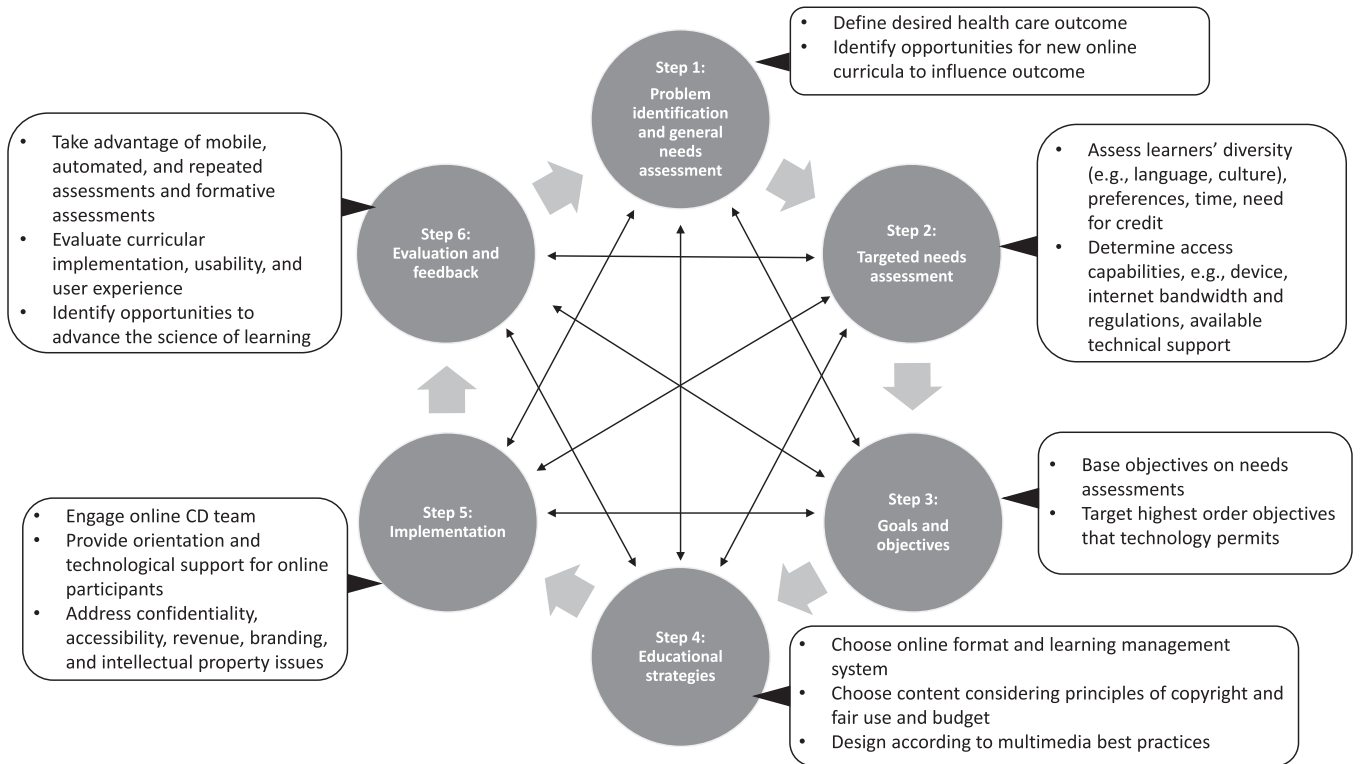 Step 1:
Problem
identification
and general
needs
assessment
• Define desired health care outcome
• Identify opportunities for new online
curricula to influence outcome
Step 2:
Targeted needs
assessment
• Assess learners’ diversity
(e.g., language, culture),
preferences, time, need
for credit
• Determine access
capabilities, e.g., device,
internet bandwidth and
regulations, available
technical support
Step 3:
Goals and
objectives
• Base objectives on needs
assessments
• Target highest order objectives
that technology permits
Step 4:
Educational
strategies
• Choose online format and learning management
system
• Choose content considering principles of copyright and
fair use and budget
• Design according to multimedia best practices
Step 5:
Implementation
• Engage online CD team
• Provide orientation and
technological support for online
participants
• Address confidentiality,
accessibility, revenue, branding,
and intellectual property issues
Step 6:
Evaluation and
feedback
• Take advantage of mobile,
automated, and repeated
assessments and formative
assessments
• Evaluate curricular
implementation, usability, and
user experience
• Identify opportunities to
advance the science of learning